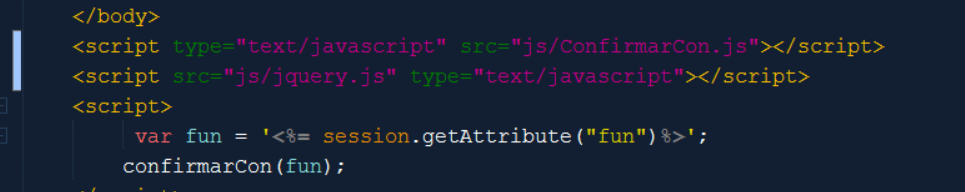 </body>
<script type="text/javascript" src="js/ConfirmarCon.js"></script>
<script src="js/jquery.js" type="text/javascript"></script>
<script>
var fun = '<%= session.getAttribute("fun")%>';
confirmarCon(fun);